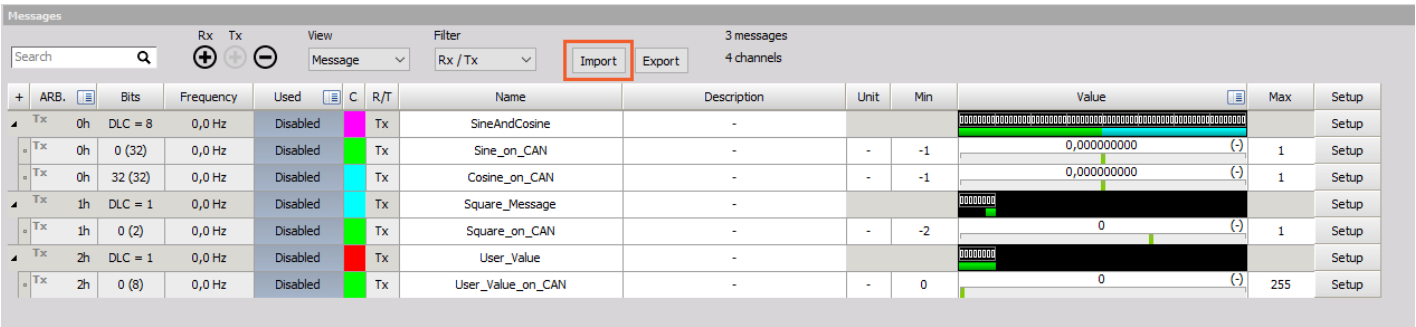 Messages
Search
Rx Tx
View
Message
Filter
Rx / Tx
Import Export
3 messages
4 channels
+ ARB. Bits Frequency Used C R/T Name Description Unit Min Value Max Setup
Tx 0h DLC = 8 0,0 Hz Disabled Tx SineAndCosine - Setup
Tx 0h 0 (32) 0,0 Hz Disabled Tx Sine_on_CAN - - -1 0,000000000 (-) 1 Setup
Tx 0h 32 (32) 0,0 Hz Disabled Tx Cosine_on_CAN - - -1 0,000000000 (-) 1 Setup
Tx 1h DLC = 1 0,0 Hz Disabled Tx Square_Message - 00000000 Setup
Tx 1h 0 (2) 0,0 Hz Disabled Tx Square_on_CAN - - -2 0 (-) 1 Setup
Tx 2h DLC = 1 0,0 Hz Disabled Tx User_Value - 00000000 Setup
Tx 2h 0 (8) 0,0 Hz Disabled Tx User_Value_on_CAN - - 0 0 (-) 255 Setup